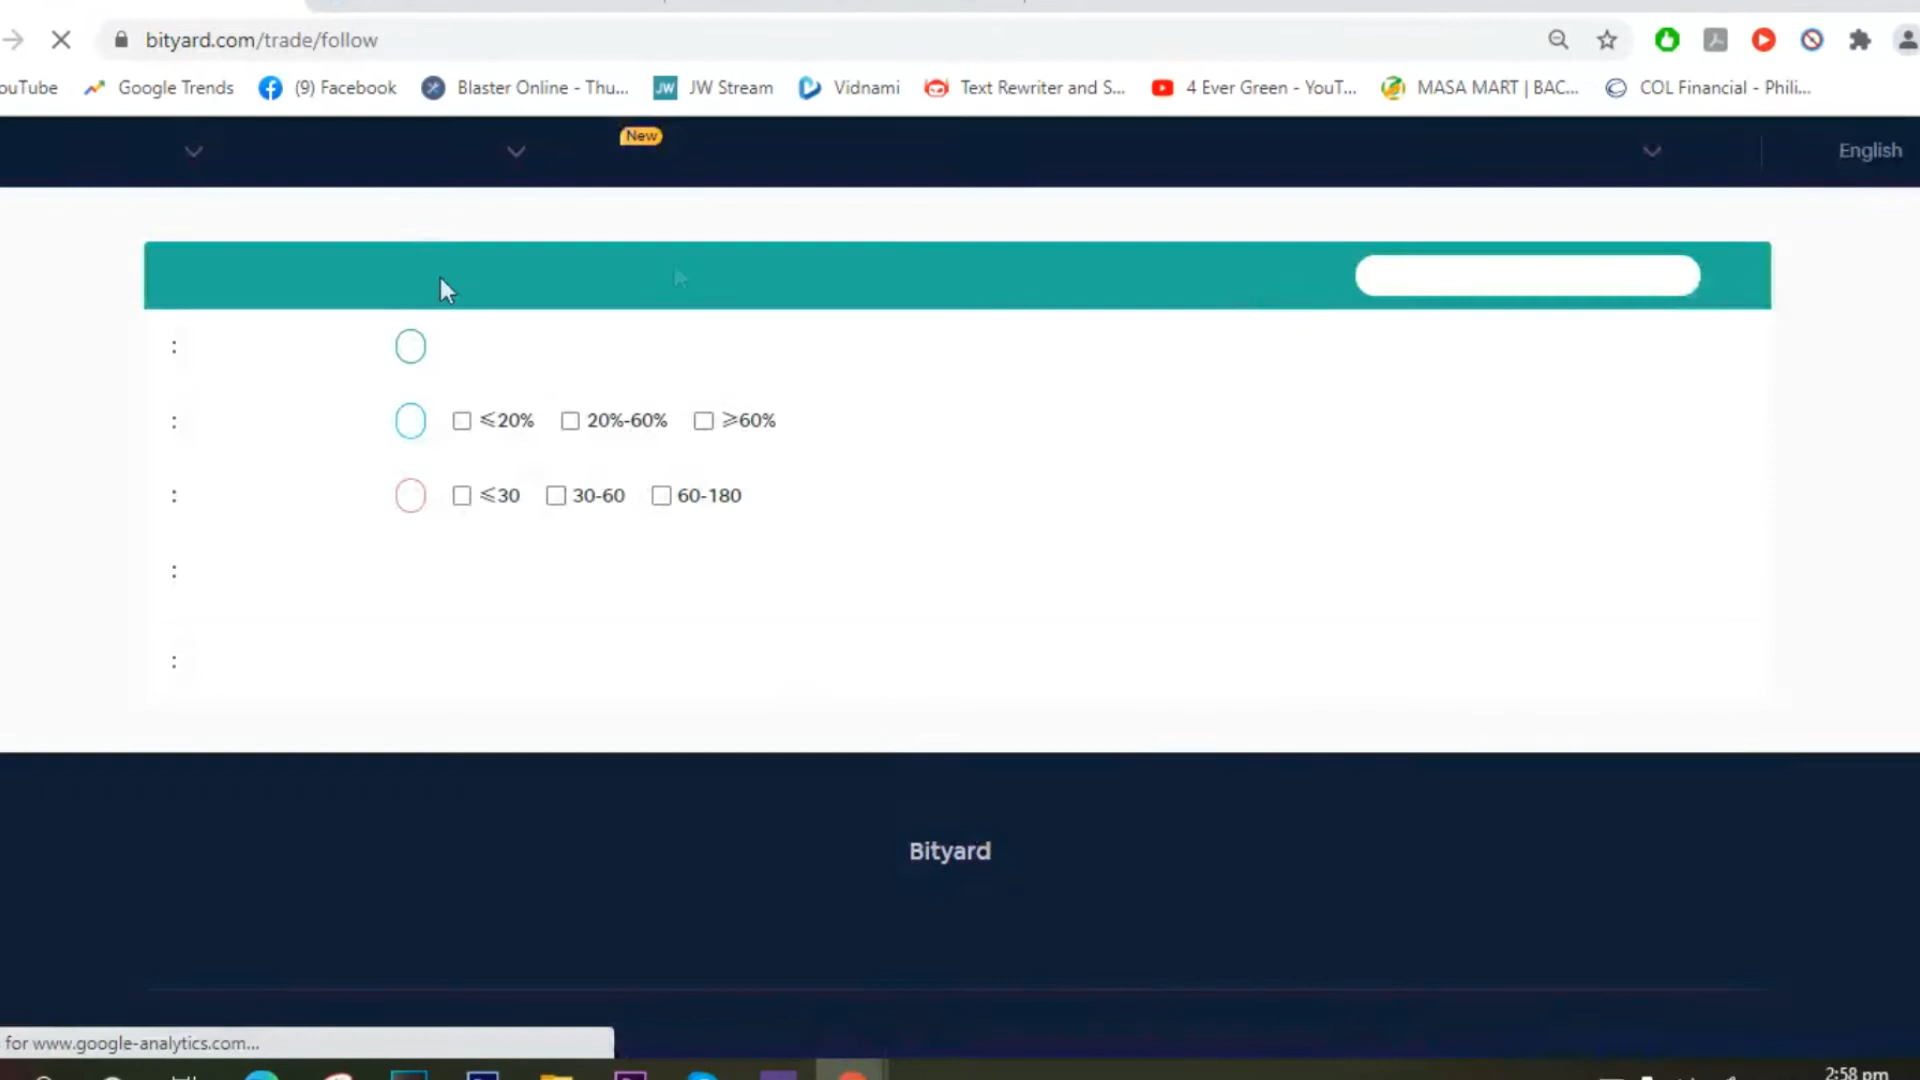 bityard.com/trade/follow
ouTube Google Trends (9) Facebook Blaster Online - Thu... JW JW Stream Vidnami Text Rewriter and S... 4 Ever Green - YouT... MASA MART | BAC... COL Financial - Phili...
New
English
:
: ⩽20% 20%-60% ⩾60%
: ⩽30 30-60 60-180
:
:
Bityard
for www.google-analytics.com...
2:58 pm